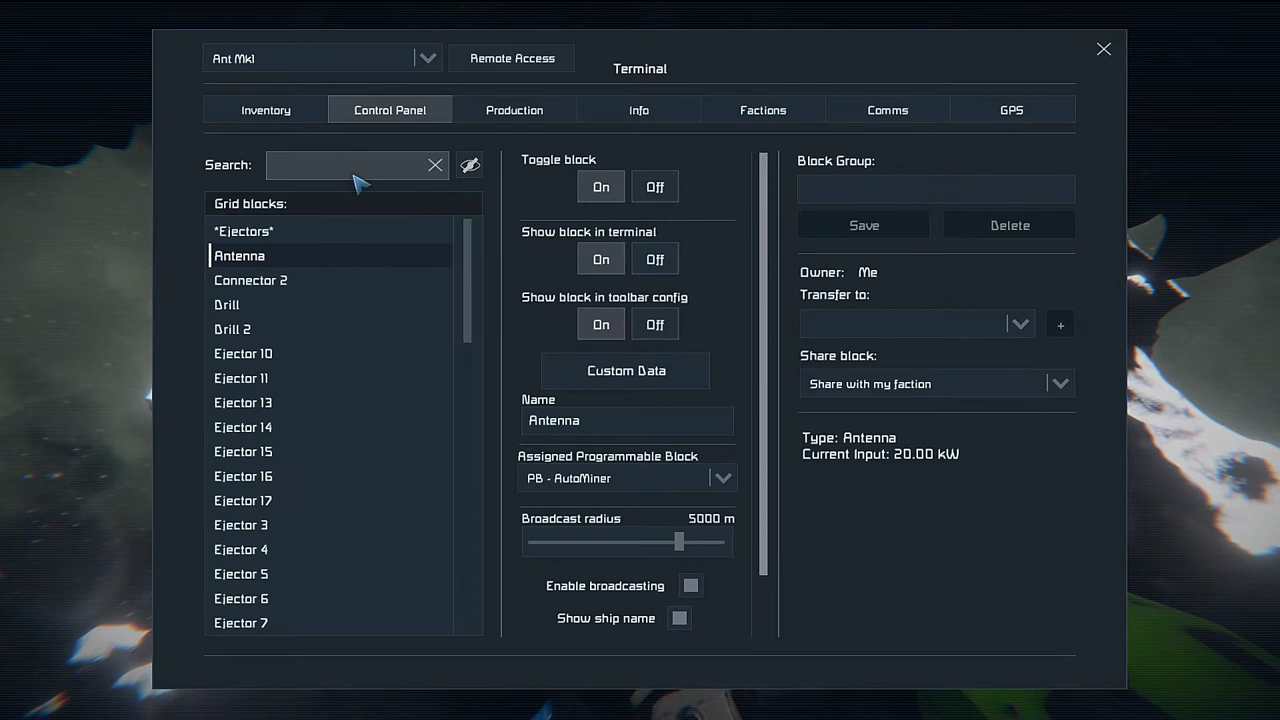 Ant Mk1
Remote Access
Terminal
Inventory
Control Panel
Production
Info
Factions
Comms
GPS
Search:
Grid blocks:
*Ejectors*
Antenna
Connector 2
Drill
Drill 2
Ejector 10
Ejector 11
Ejector 13
Ejector 14
Ejector 15
Ejector 16
Ejector 17
Ejector 3
Ejector 4
Ejector 5
Ejector 6
Ejector 7
Toggle block
On Off
Show block in terminal
On Off
Show block in toolbar config
On Off
Custom Data
Name
Antenna
Assigned Programmable Block
PB - AutoMiner
Broadcast radius 5000 m
Enable broadcasting
Show ship name
Block Group:
Save Delete
Owner: Me
Transfer to:
+
Share block:
Share with my faction
Type: Antenna
Current Input: 20.00 kW